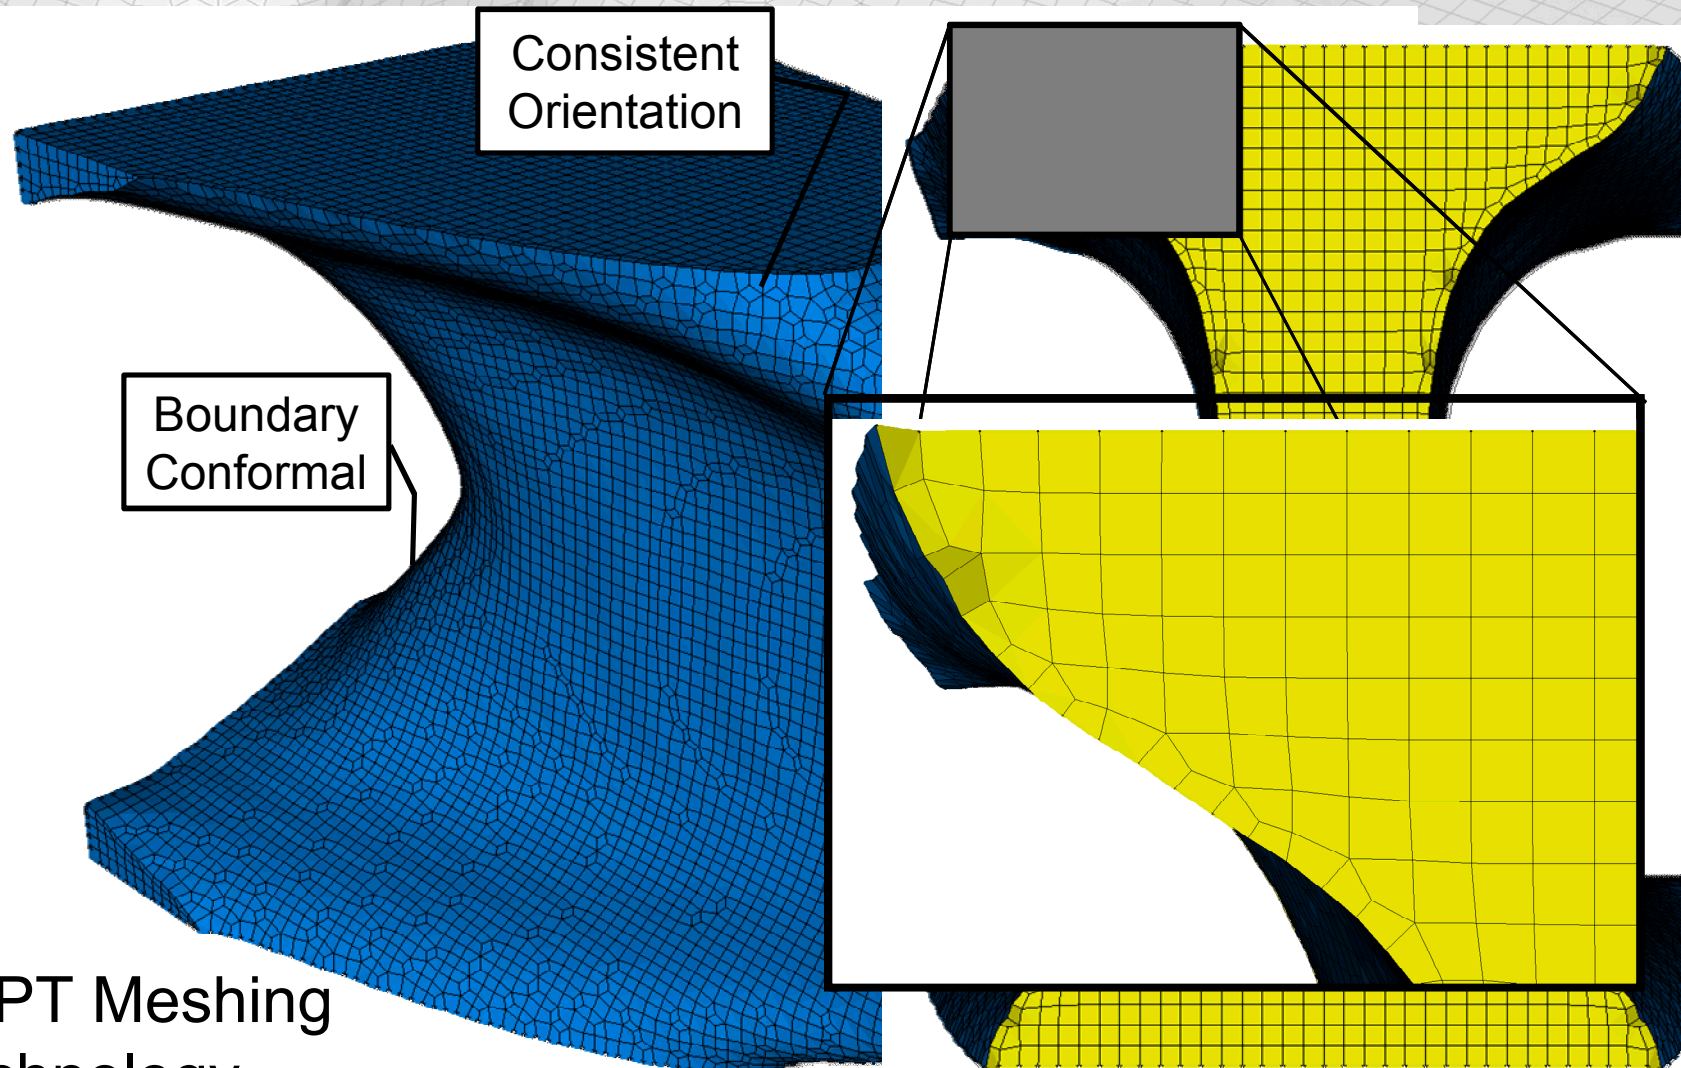 Consistent
Orientation
Boundary
Conformal
PT Meshing